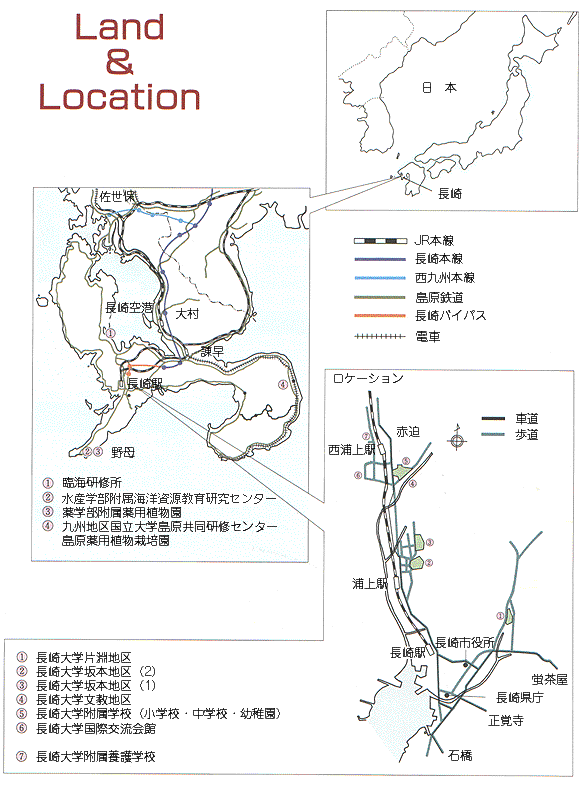 Land
&
Location
日本
長崎
佐世保
長崎空港
大村
①
諫早
長崎駅
④
②③
野母
① 臨海研修所
② 水産学部附属海洋資源教育研究センター
③ 薬学部附属薬用植物園
④ 九州地区国立大学島原共同研修センター
島原薬用植物栽培園
JR本線
長崎本線
西九州本線
島原鉄道
長崎バイパス
電車
ロケーション
車道
歩道
赤迫
⑦
西浦上駅
⑤
⑥
④
③
②
浦上駅
①
長崎駅
長崎市役所
蛍茶屋
長崎県庁
正覚寺
石橋
① 長崎大学片淵地区
② 長崎大学坂本地区（2）
③ 長崎大学坂本地区（1）
④ 長崎大学文教地区
⑤ 長崎大学附属学校（小学校・中学校・幼稚園）
⑥ 長崎大学国際交流会館
⑦ 長崎大学附属養護学校